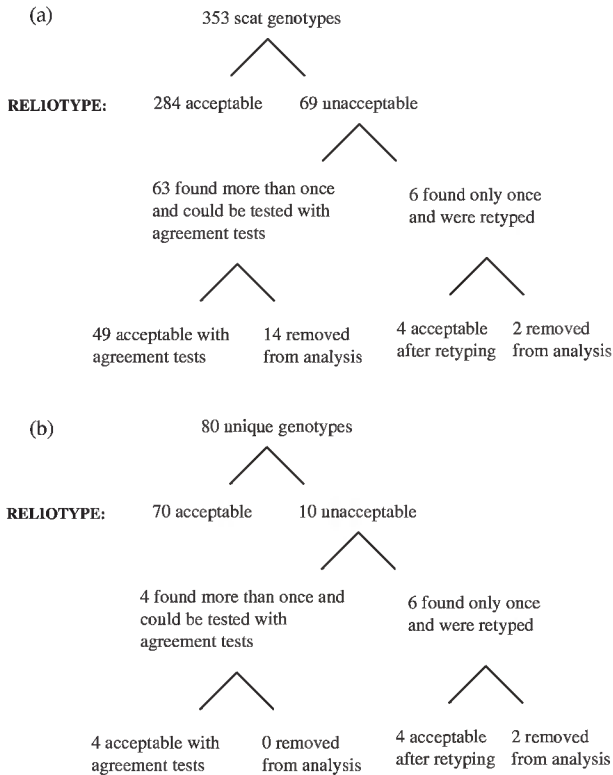 (a)
353 scat genotypes
RELIOTYPE: 284 acceptable 69 unacceptable
63 found more than once
and could be tested with
agreement tests
6 found only once
and were retyped
49 acceptable with
agreement tests
14 removed
from analysis
4 acceptable
after retyping
2 removed
from analysis
(b)
80 unique genotypes
RELIOTYPE: 70 acceptable 10 unacceptable
4 found more than once and
could be tested with
agreement tests
6 found only once
and were retyped
4 acceptable with
agreement tests
0 removed
from analysis
4 acceptable
after retyping
2 removed
from analysis